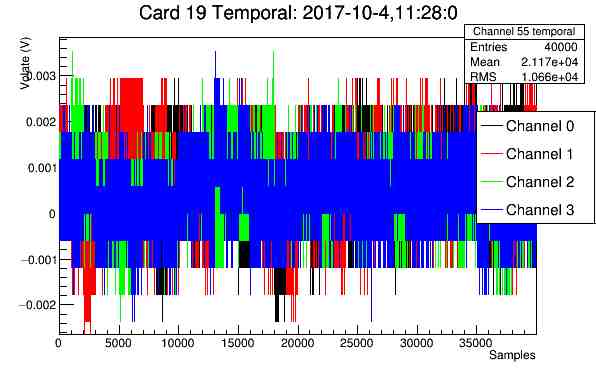 Card 19 Temporal: 2017-10-4,11:28:0
Channel 55 temporal
Entries 40000
Mean 2.117e+04
RMS 1.066e+04
Volate (V)
0.003
0.002
0.001
0
−0.001
−0.002
Channel 0
Channel 1
Channel 2
Channel 3
0 5000 10000 15000 20000 25000 30000 35000
Samples